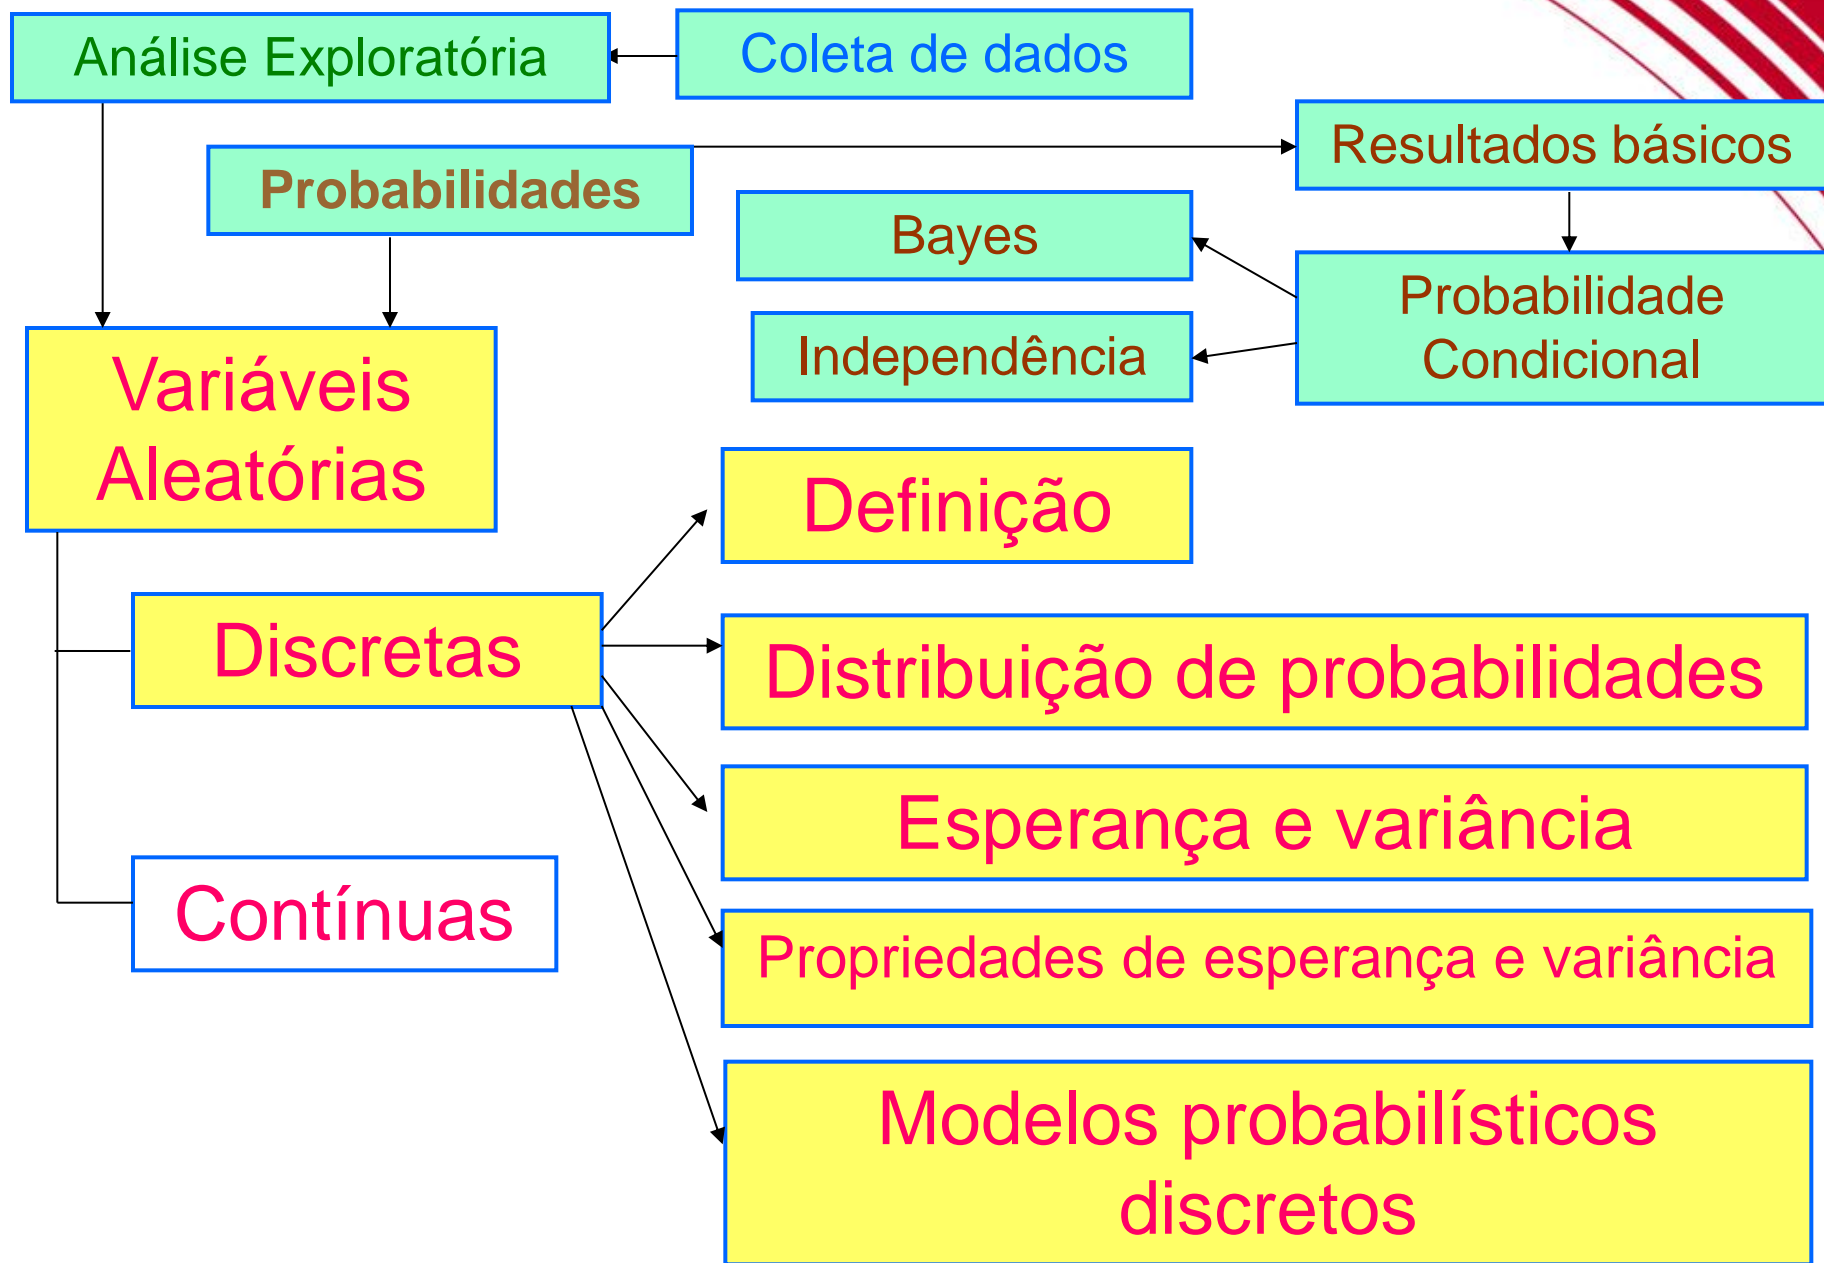 Análise Exploratória
Coleta de dados
Probabilidades
Resultados básicos
Bayes
Probabilidade
Condicional
Independência
Variáveis
Aleatórias
Definição
Discretas
Distribuição de probabilidades
Esperança e variância
Contínuas
Propriedades de esperança e variância
Modelos probabilísticos
discretos